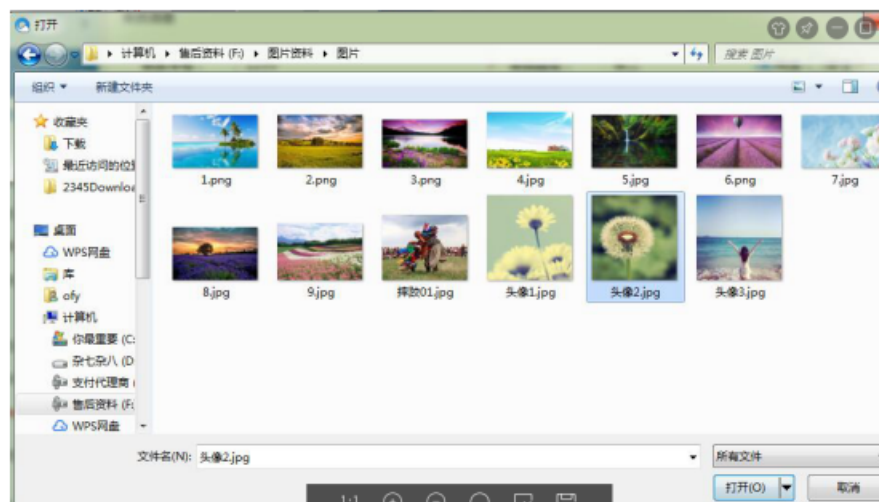 打开
计算机 ▸ 售后资料 (F:) ▸ 图片资料 ▸ 图片
搜索 图片
组织 新建文件夹
收藏夹
下载
最近访问的位
2345Downloa
桌面
WPS网盘
库
ofy
计算机
你最重要 (C:
杂七杂八 (D
支付代理商 (
售后资料 (F:
WPS网盘
1.png 2.png 3.png 4.jpg 5.jpg 6.png 7.jpg
8.jpg 9.jpg 摔跤01.jpg 头像1.jpg 头像2.jpg 头像3.jpg
文件名(N): 头像2.jpg 所有文件
打开(O) 取消
1:1